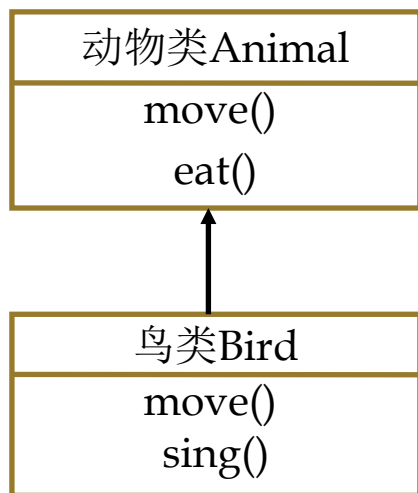 动物类Animal
move()
eat()
鸟类Bird
move()
sing()